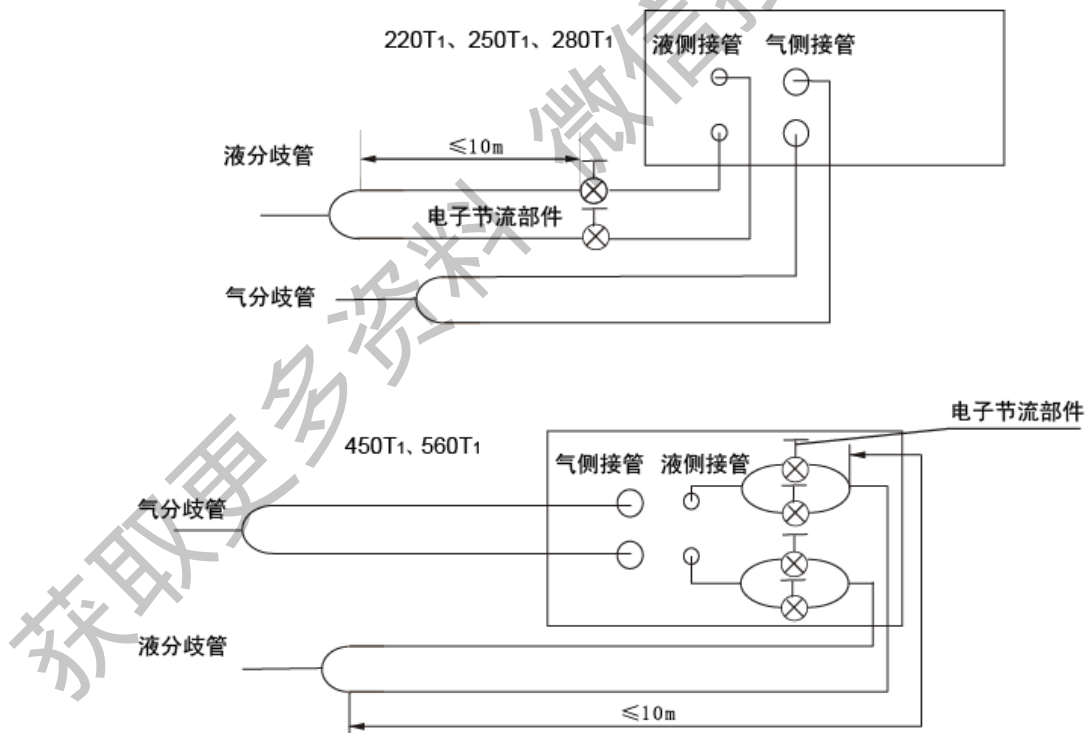 220T1、250T1、280T1
液侧接管 气侧接管
液分歧管
≤10m
电子节流部件
气分歧管
电子节流部件
450T1、560T1
气侧接管 液侧接管
气分歧管
液分歧管
≤10m
获取更多资料 微信